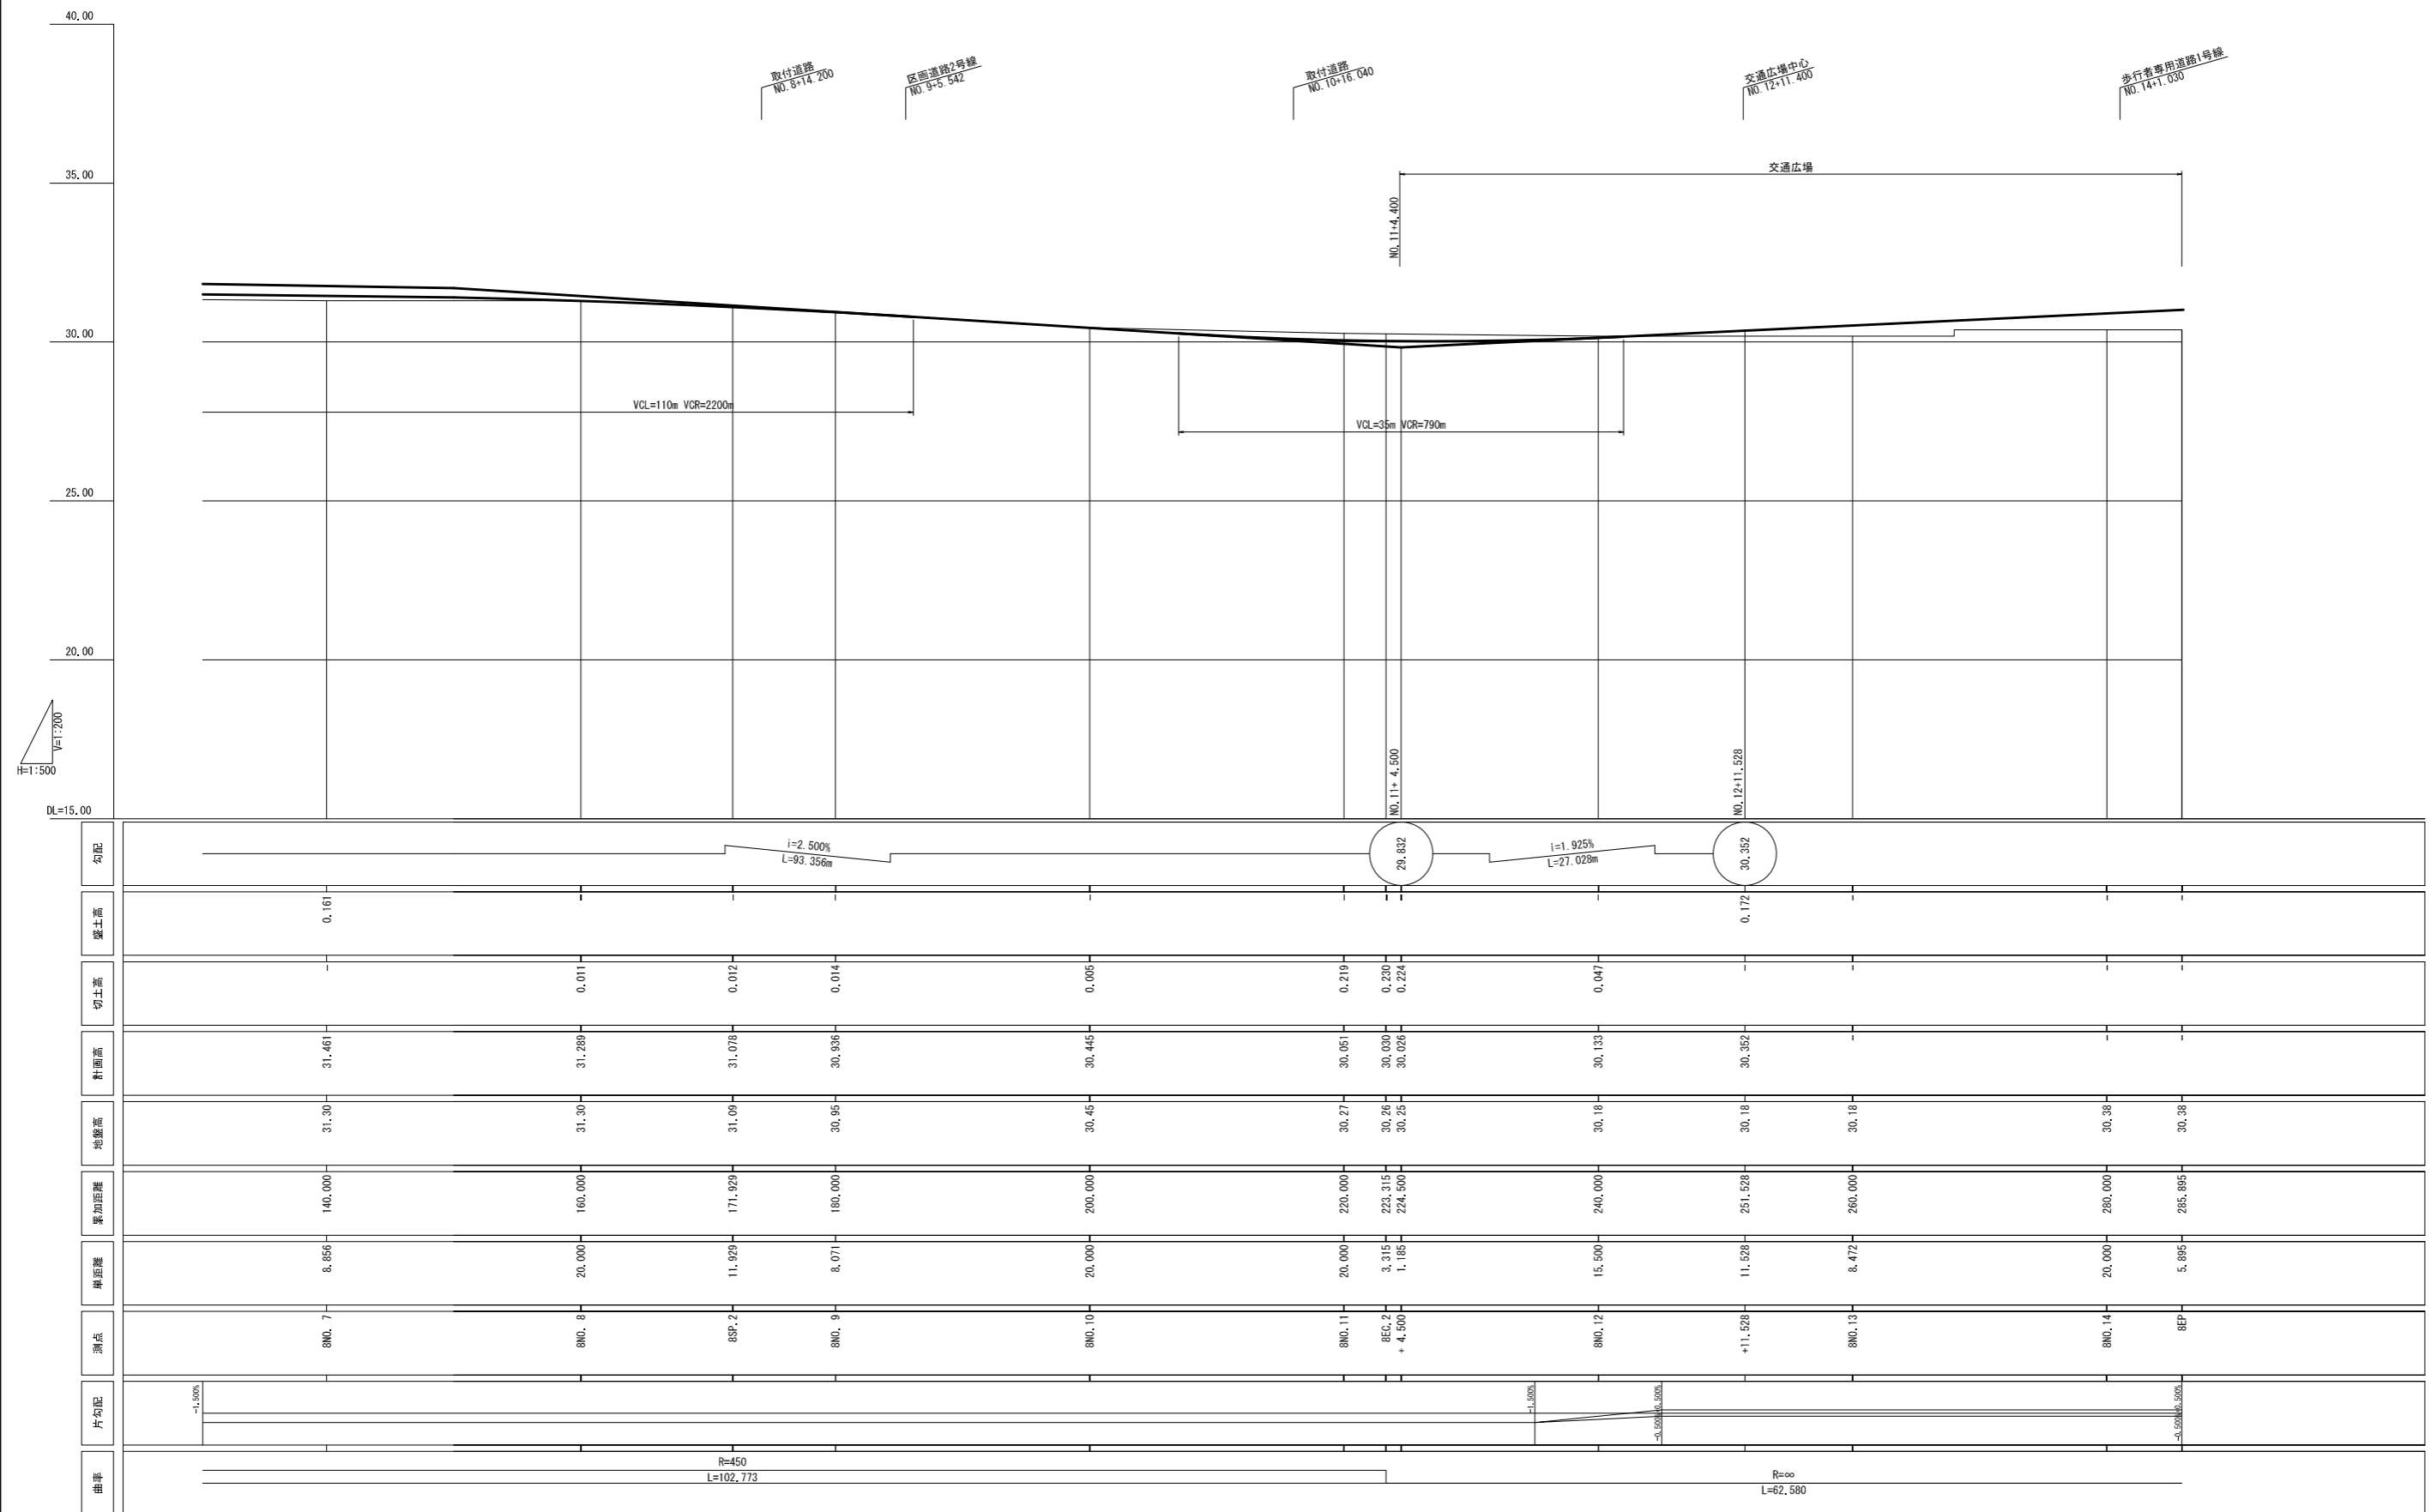 40.00
取付道路
NO. 8+14.200
区画道路2号線
NO. 9+5.542
取付道路
NO.10+16.040
交通広場中心
NO.12+11.400
歩行者専用道路1号線
NO.14+1.030
35.00
交通広場
NO.11+4.400
30.00
VCL=110m VCR=2200m
VCL=35m VCR=790m
25.00
20.00
V=1:200
H=1:500
NO.11+ 4.500
NO.12+11.528
DL=15.00
勾配
i=2.500%
L=93.356m
29.832
i=1.925%
L=27.028m
30.352
盛土高
0.161 - - - - - - - - 0.172 - - -
切土高
- 0.011 0.012 0.014 0.005 0.219 0.230 0.224 0.047 - - - -
計画高
31.461 31.289 31.078 30.936 30.445 30.051 30.030 30.026 30.133 30.352 - - -
地盤高
31.30 31.30 31.09 30.95 30.45 30.27 30.26 30.25 30.18 30.18 30.18 30.38 30.38
累加距離
140.000 160.000 171.929 180.000 200.000 220.000 223.315 224.500 240.000 251.528 260.000 280.000 285.895
単距離
8.856 20.000 11.929 8.071 20.000 20.000 3.315 1.185 15.500 11.528 8.472 20.000 5.895
測点
8NO. 7 8NO. 8 8SP.2 8NO. 9 8NO.10 8NO.11 8EC.2 + 4.500 8NO.12 +11.528 8NO.13 8NO.14 8EP
片勾配
-1.500% -1.500% -0.500% +0.500% -0.500% +0.500%
曲率
R=450
L=102.773
R=∞
L=62.580